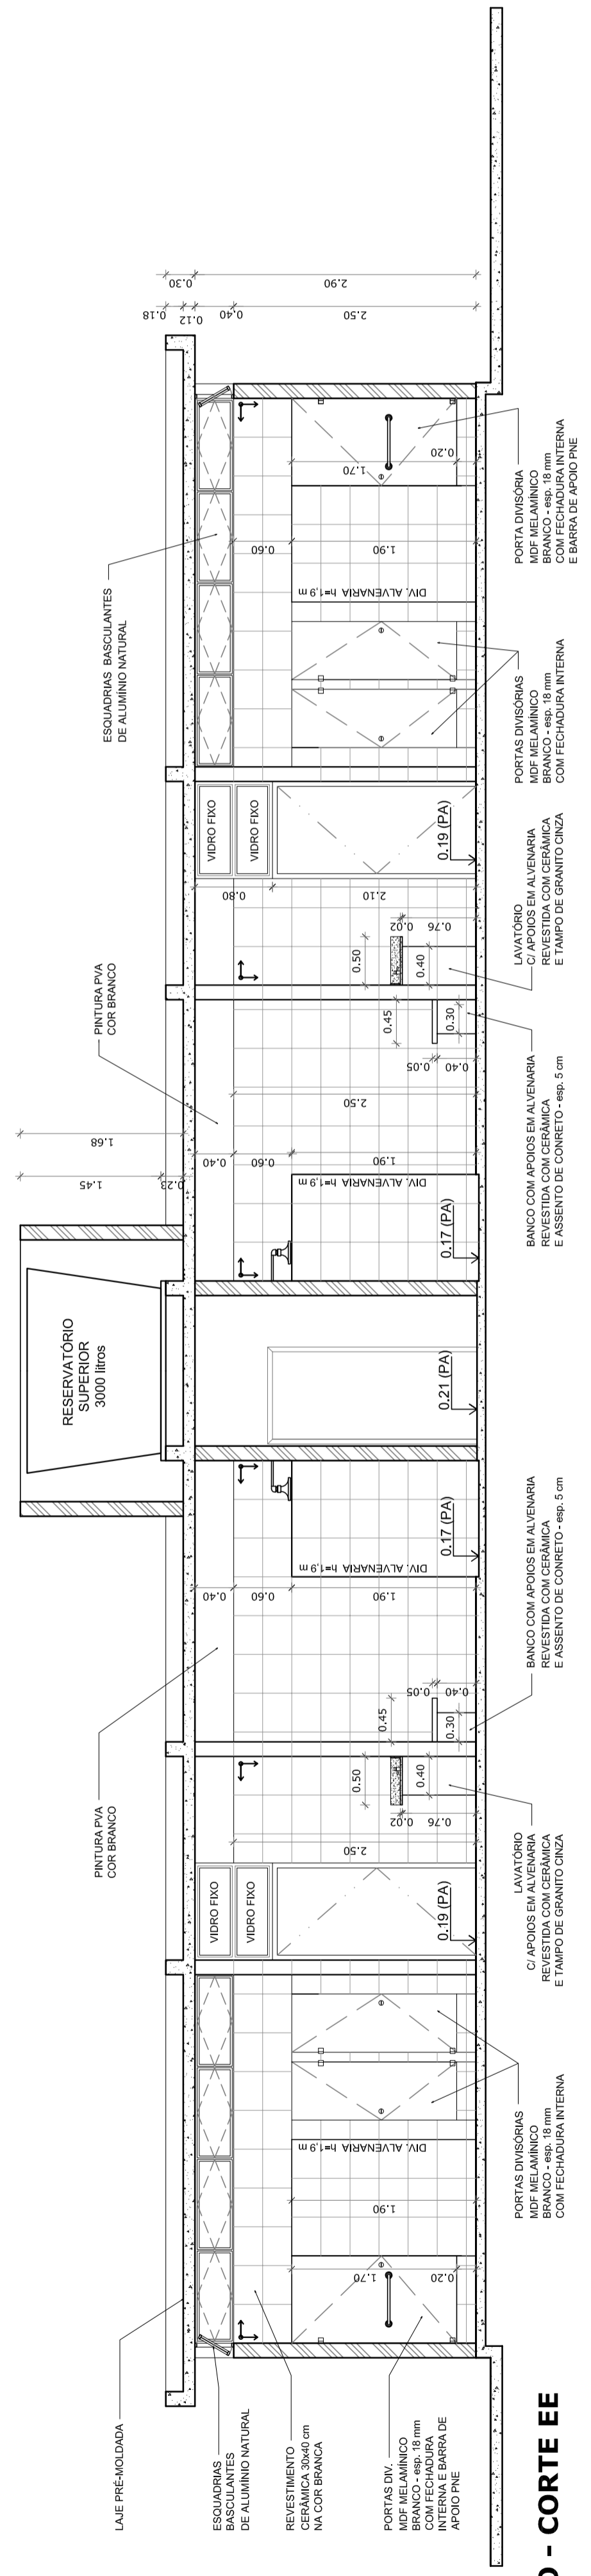 LAJE PRÉ-MOLDADA
PINTURA PVA
COR BRANCO
PINTURA PVA
COR BRANCO
ESQUADRIAS BASCULANTES
DE ALUMÍNIO NATURAL
1.45
0.23
1.68
RESERVATÓRIO
SUPERIOR
3000 litros
0.18
0.12
0.40
2.50
0.30
2.90
VIDRO FIXO
VIDRO FIXO
VIDRO FIXO
VIDRO FIXO
1.70
0.20
1.90
DIV. ALVENARIA h=1,9 m
0.19 (PA)
2.50
0.02
0.76
0.50
0.40
0.45
0.30
0.05
0.40
0.40
0.60
1.90
DIV. ALVENARIA h=1,9 m
0.17 (PA)
0.21 (PA)
0.17 (PA)
DIV. ALVENARIA h=1,9 m
0.40
0.60
1.90
2.50
0.05
0.40
0.45
0.30
0.50
0.40
0.02
0.76
0.80
2.10
0.19 (PA)
DIV. ALVENARIA h=1,9 m
0.60
1.90
1.70
0.20
ESQUADRIAS
BASCULANTES
DE ALUMÍNIO NATURAL
REVESTIMENTO
CERÂMICA 30x40 cm
NA COR BRANCA
PORTAS DIV.
MDF MELAMÍNICO
BRANCO - esp. 18 mm
COM FECHADURA
INTERNA E BARRA DE
APOIO PNE
PORTAS DIVISÓRIAS
MDF MELAMÍNICO
BRANCO - esp. 18 mm
COM FECHADURA INTERNA
LAVATÓRIO
C/ APOIOS EM ALVENARIA
REVESTIDA COM CERÂMICA
E TAMPO DE GRANITO CINZA
BANCO COM APOIOS EM ALVENARIA
REVESTIDA COM CERÂMICA
E ASSENTO DE CONRETO - esp. 5 cm
BANCO COM APOIOS EM ALVENARIA
REVESTIDA COM CERÂMICA
E ASSENTO DE CONRETO - esp. 5 cm
LAVATÓRIO
C/ APOIOS EM ALVENARIA
REVESTIDA COM CERÂMICA
E TAMPO DE GRANITO CINZA
PORTAS DIVISÓRIAS
MDF MELAMÍNICO
BRANCO - esp. 18 mm
COM FECHADURA INTERNA
PORTA DIVISÓRIA
MDF MELAMÍNICO
BRANCO - esp. 18 mm
COM FECHADURA INTERNA
E BARRA DE APOIO PNE
O – CORTE EE